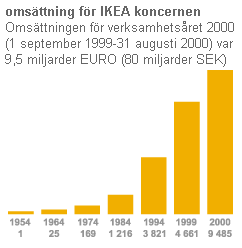 omsättning för IKEA koncernen
Omsättningen för verksamhetsåret 2000
(1 september 1999-31 augusti 2000) var
9,5 miljarder EURO (80 miljarder SEK)
1954 1964 1974 1984 1994 1999 2000
1 25 169 1 216 3 822 4 661 9 485